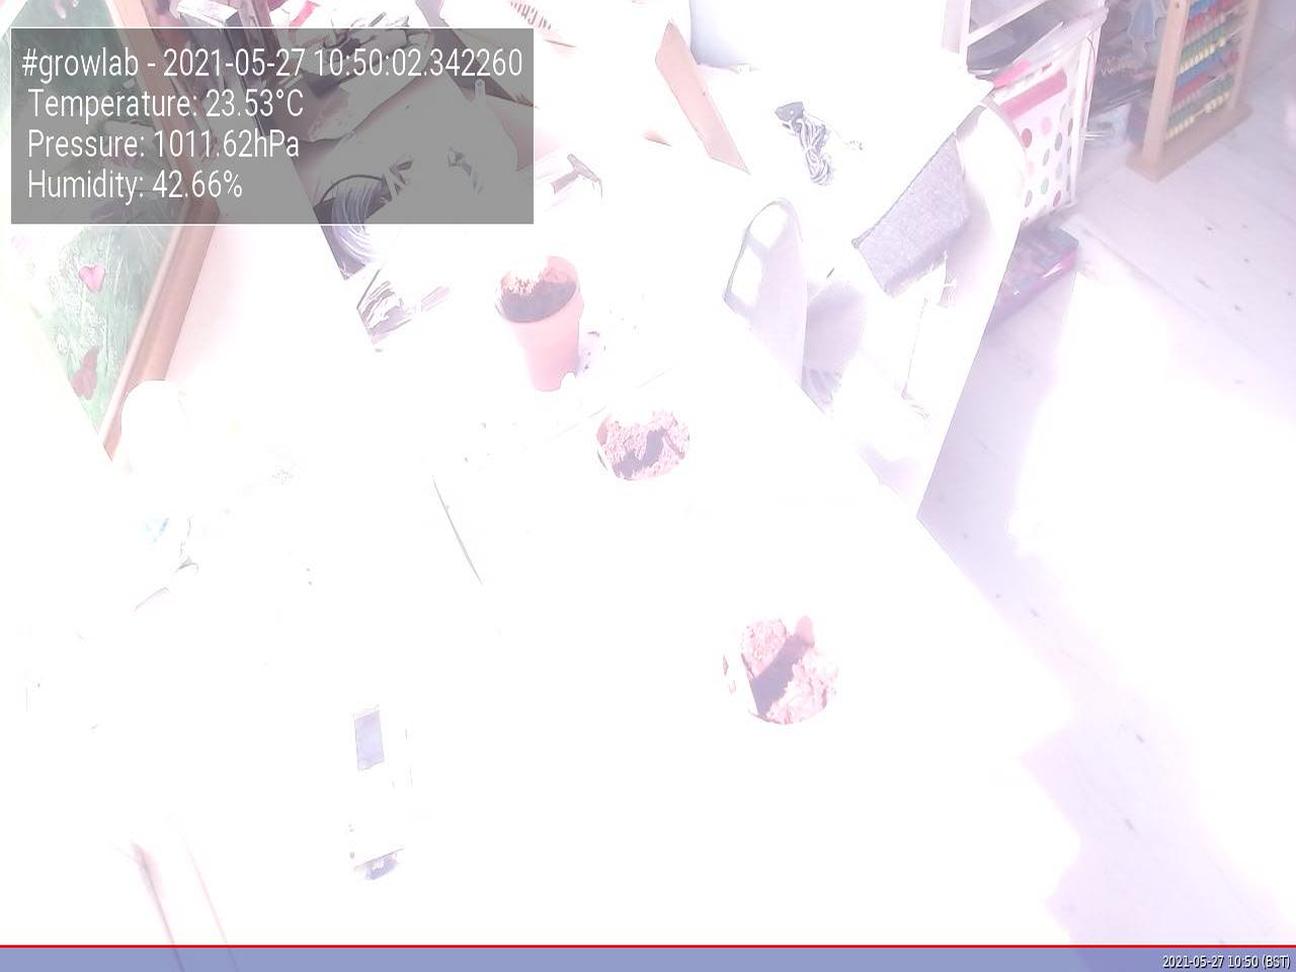 #growlab - 2021-05-27 10:50:02.342260
Temperature: 23.53°C
Pressure: 1011.62hPa
Humidity: 42.66%
2021-05-27 10:50 (BST)